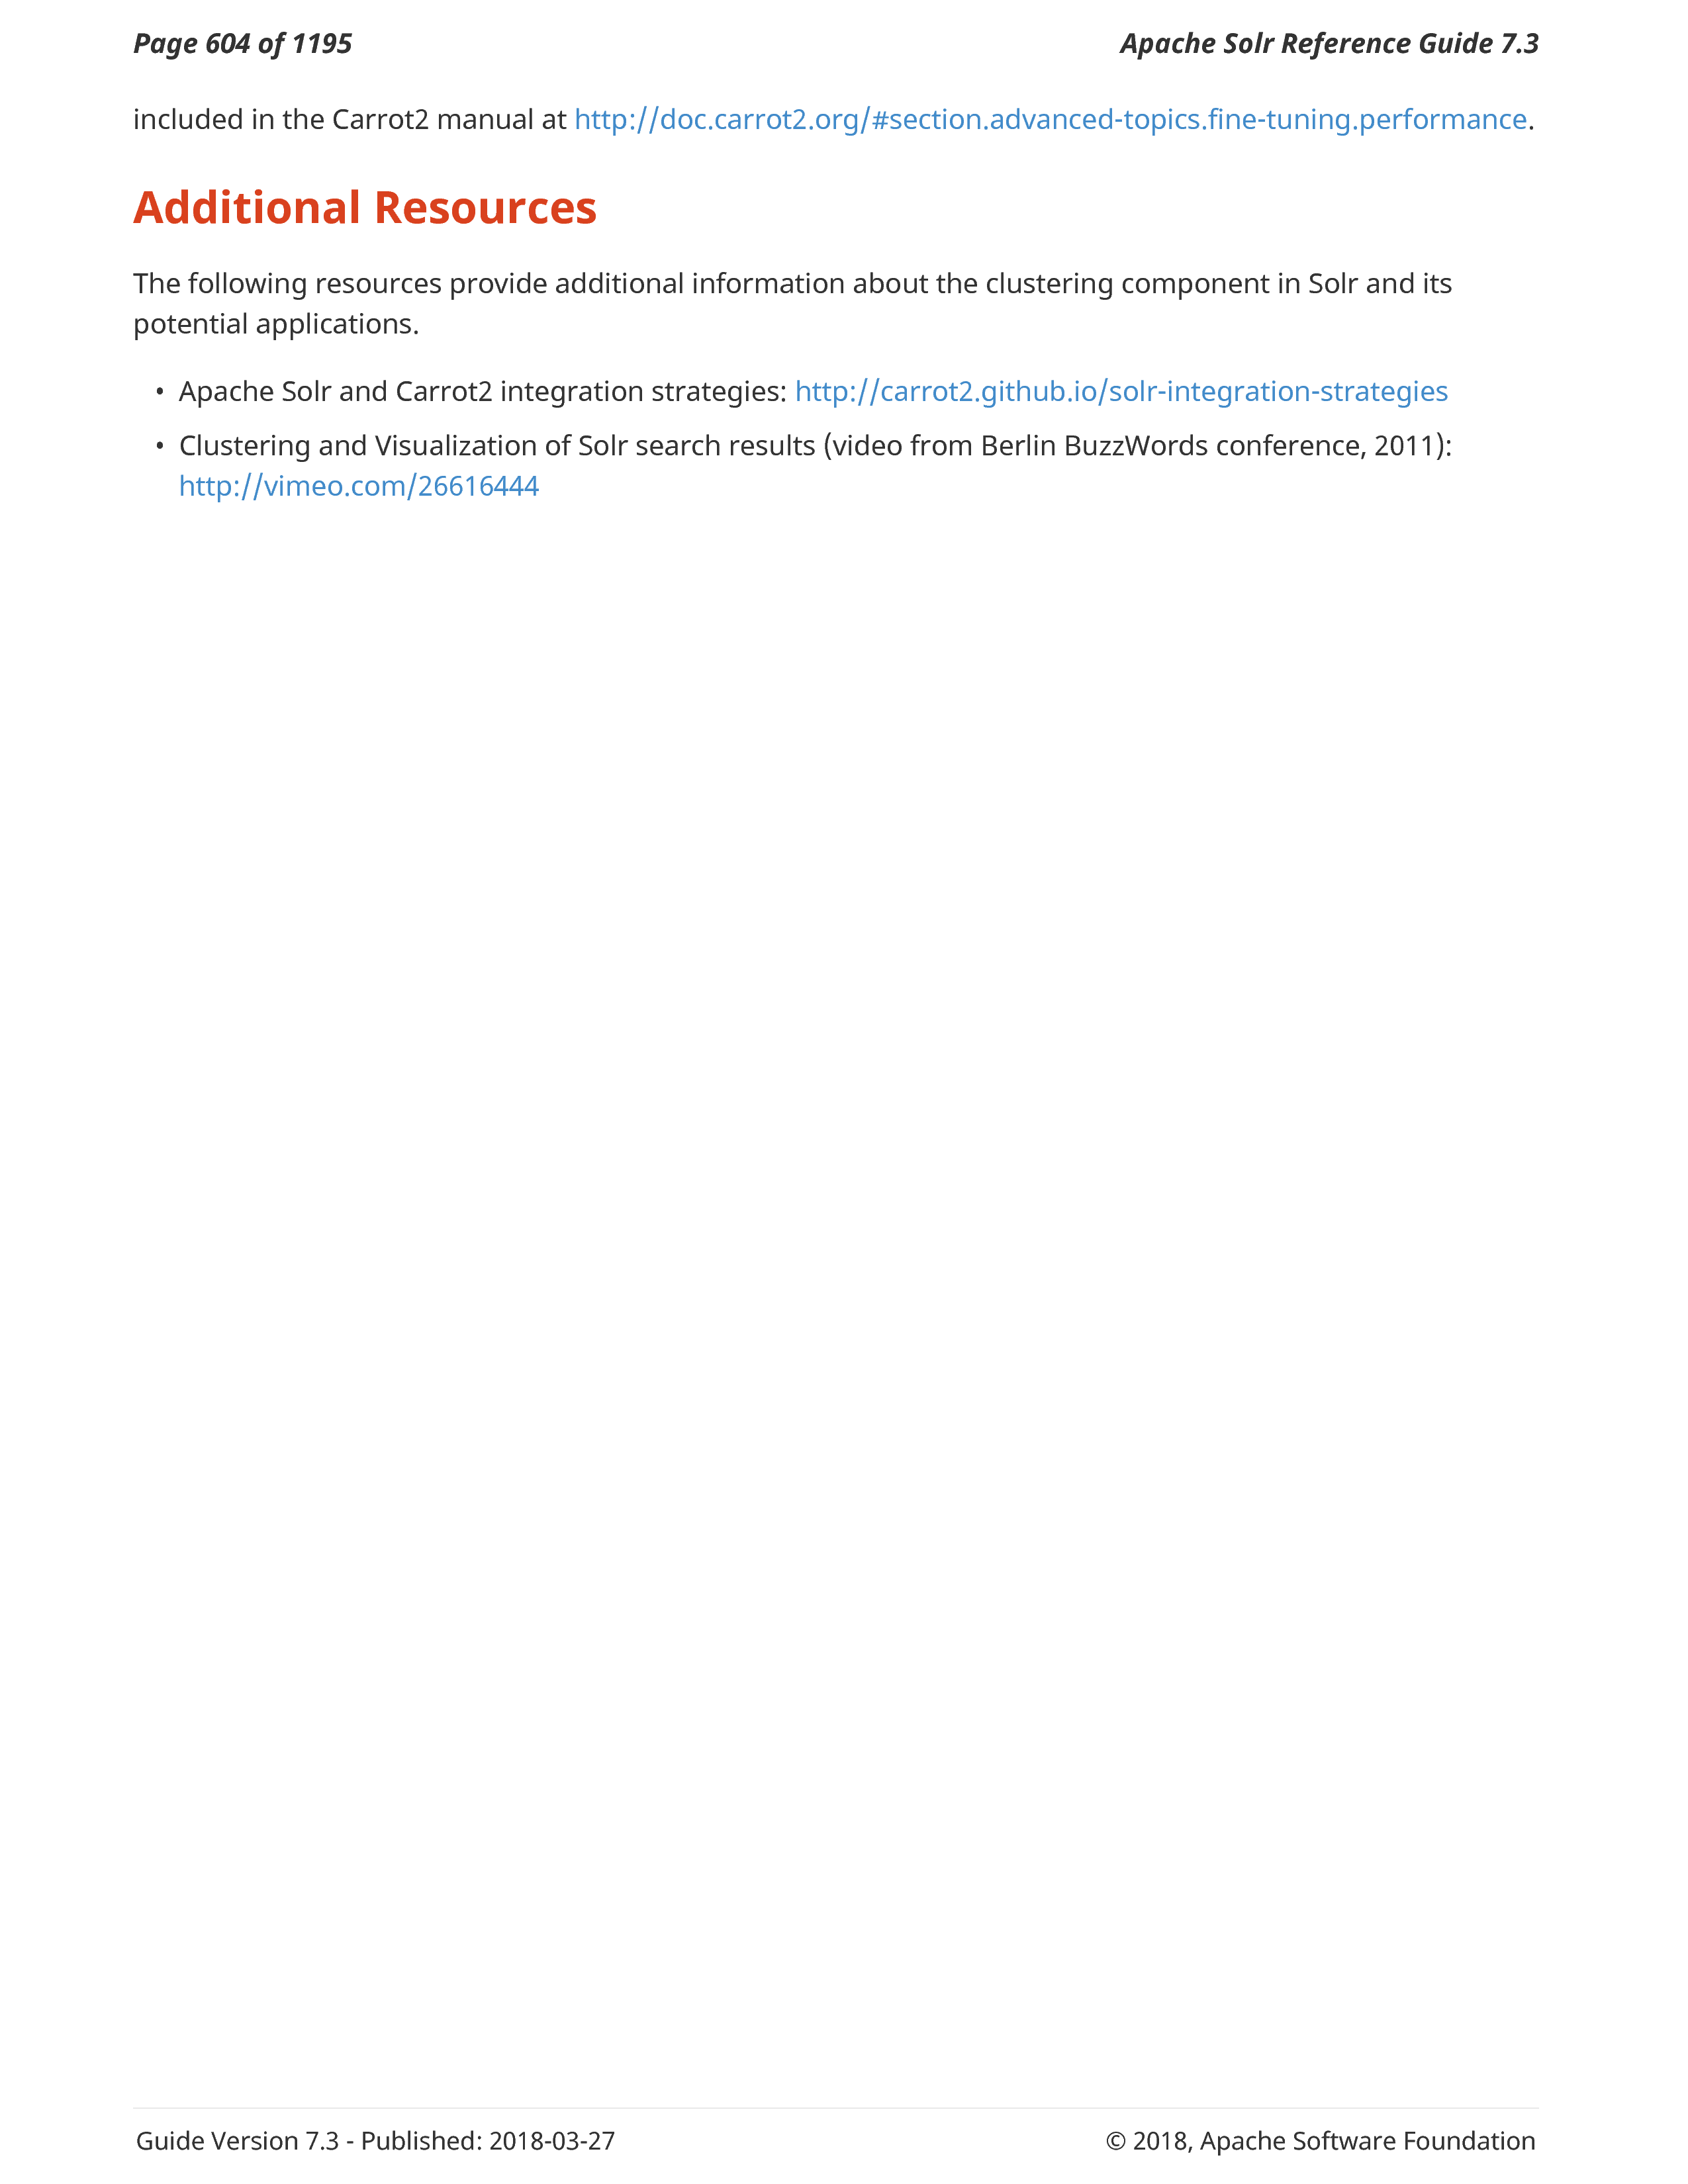 Page 604 of 1195
Apache Solr Reference Guide 7.3
included in the Carrot2 manual at http://doc.carrot2.org/#section.advanced-topics.fine-tuning.performance.
Additional Resources
The following resources provide additional information about the clustering component in Solr and its
potential applications.
• Apache Solr and Carrot2 integration strategies: http://carrot2.github.io/solr-integration-strategies
• Clustering and Visualization of Solr search results (video from Berlin BuzzWords conference, 2011):
http://vimeo.com/26616444
Guide Version 7.3 - Published: 2018-03-27
© 2018, Apache Software Foundation